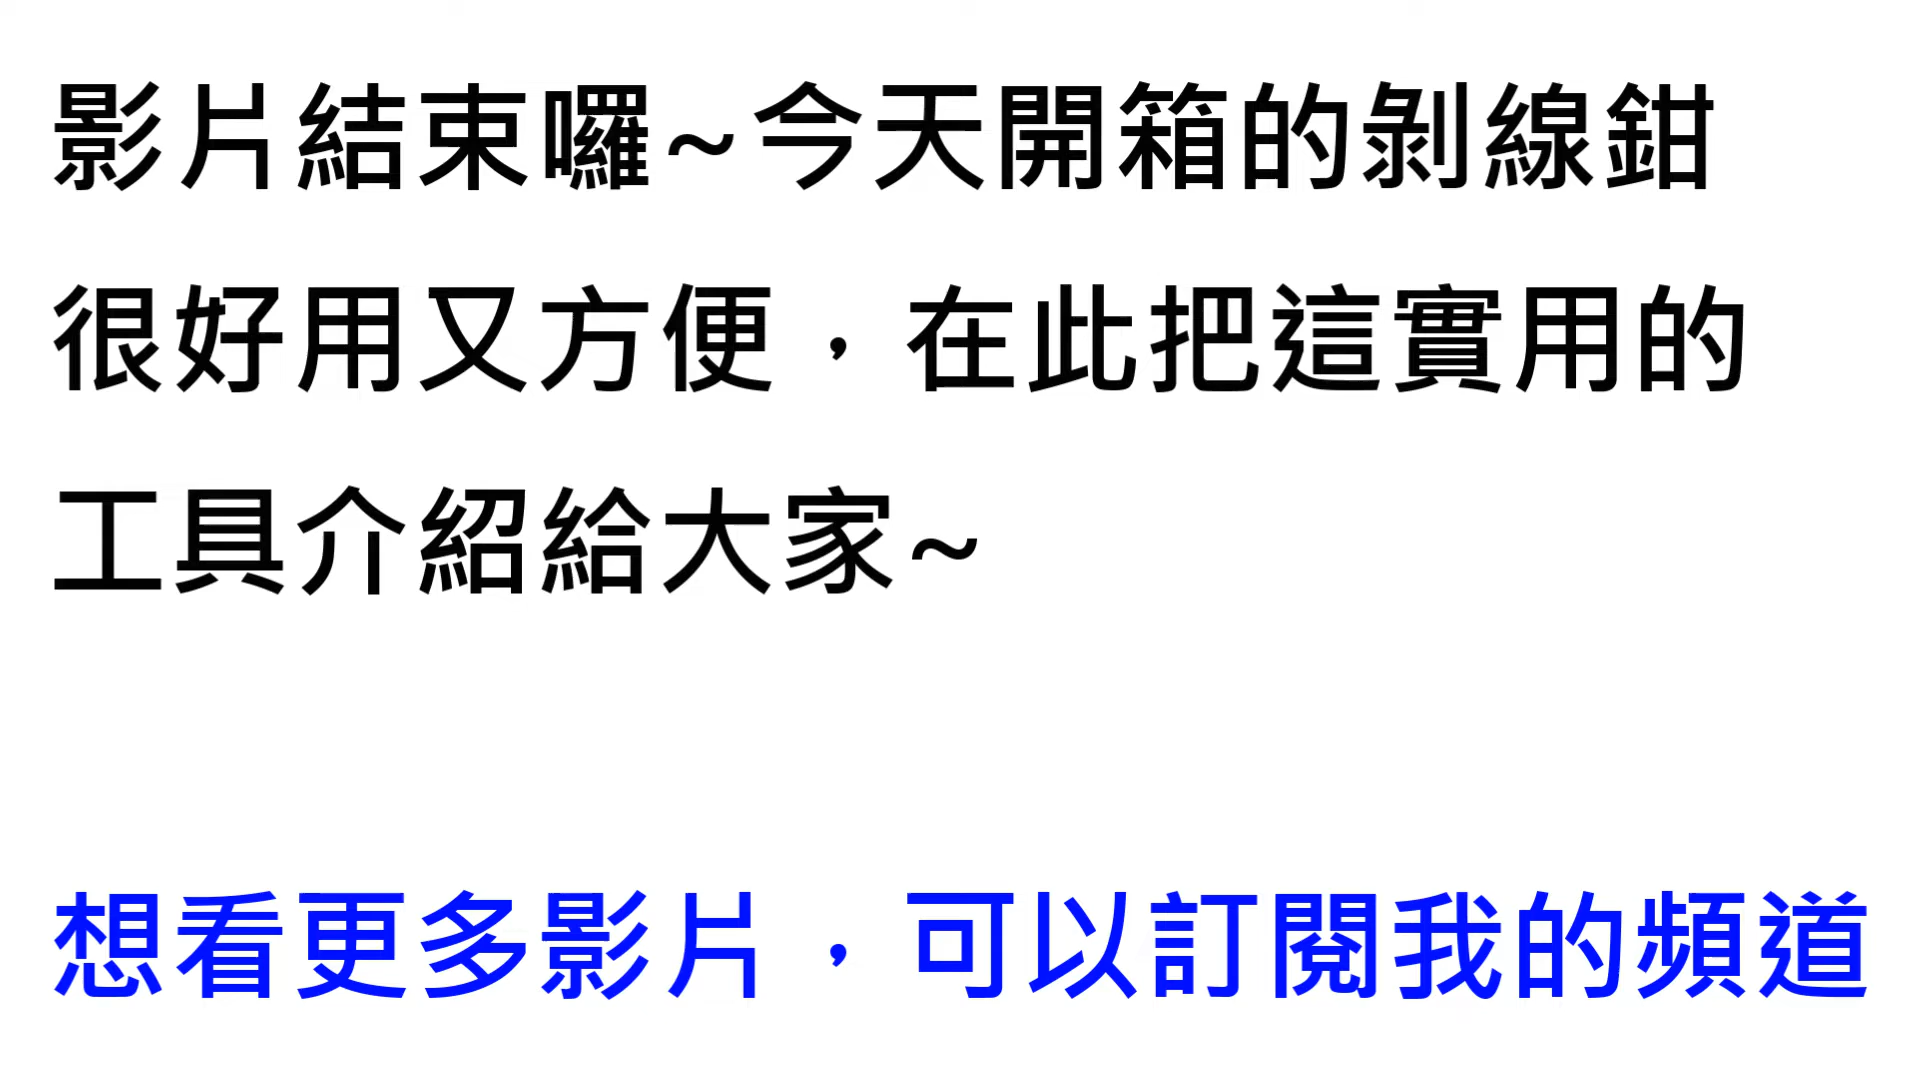 影片結束囉~今天開箱的剝線鉗
很好用又方便，在此把這實用的
工具介紹給大家~
想看更多影片，可以訂閱我的頻道